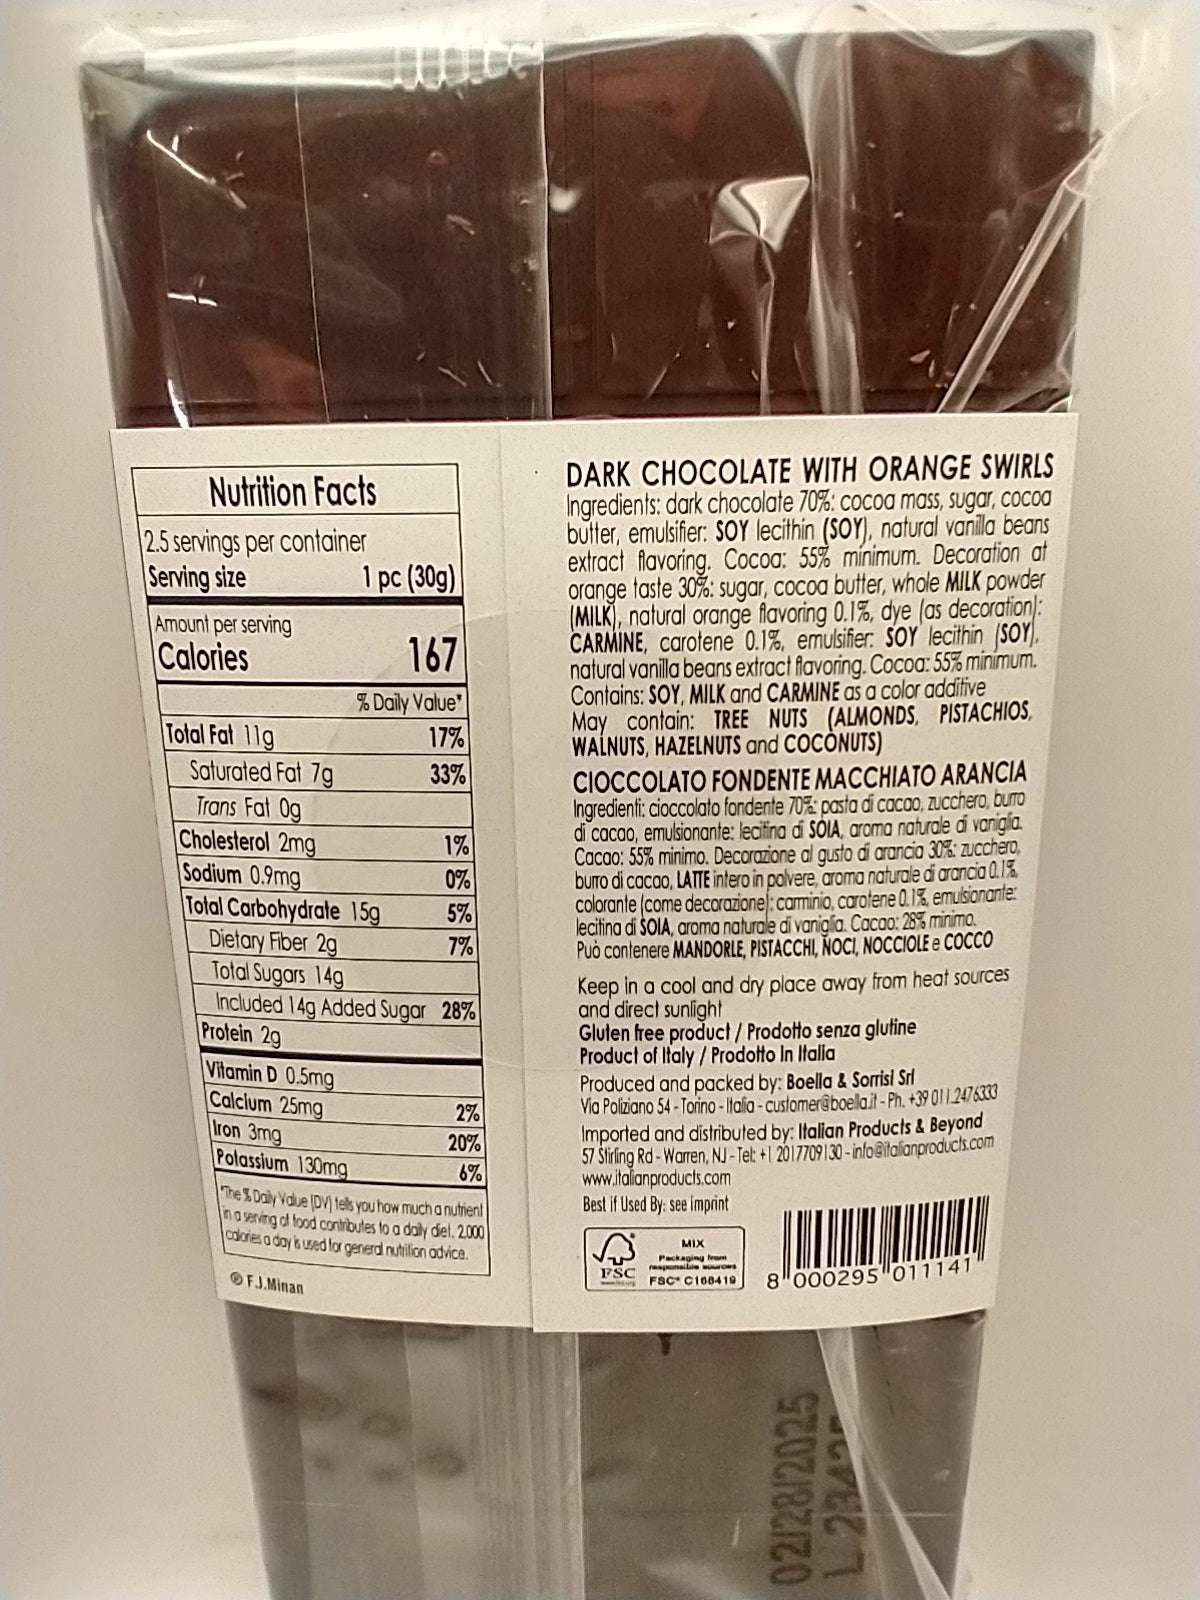 Nutrition Facts
2.5 servings per container
Serving size 1 pc (30g)
Amount per serving
Calories 167
% Daily Value*
Total Fat 11g 17%
Saturated Fat 7g 33%
Trans Fat 0g
Cholesterol 2mg 1%
Sodium 0.9mg 0%
Total Carbohydrate 15g 5%
Dietary Fiber 2g 7%
Total Sugars 14g
Included 14g Added Sugar 28%
Protein 2g
Vitamin D 0.5mg
Calcium 25mg 2%
Iron 3mg 20%
Potassium 130mg 6%
*The % Daily Value (DV) tells you how much a nutrient
in a serving of food contributes to a daily diet. 2.000
calories a day is used for general nutrition advice.
℗ F.J.Minan
DARK CHOCOLATE WITH ORANGE SWIRLS
Ingredients: dark chocolate 70%: cocoa mass, sugar, cocoa
butter, emulsifier: SOY lecithin (SOY), natural vanilla beans
extract flavoring. Cocoa: 55% minimum. Decoration at
orange taste 30%: sugar, cocoa butter, whole MILK powder
(MILK), natural orange flavoring 0.1%, dye (as decoration):
CARMINE, carotene 0.1%, emulsifier: SOY lecithin (SOY),
natural vanilla beans extract flavoring. Cocoa: 55% minimum.
Contains: SOY, MILK and CARMINE as a color additive
May contain: TREE NUTS (ALMONDS, PISTACHIOS,
WALNUTS, HAZELNUTS and COCONUTS)
CIOCCOLATO FONDENTE MACCHIATO ARANCIA
Ingredienti: cioccolato fondente 70%: pasta di cacao, zucchero, burro
di cacao, emulsionante: lecitina di SOIA, aroma naturale di vaniglia.
Cacao: 55% minimo. Decorazione al gusto di arancia 30%: zucchero,
burro di cacao, LATTE intero in polvere, aroma naturale di arancia 0.1%,
colorante (come decorazione): carminio, carotene 0.1%, emulsionante:
lecitina di SOIA, aroma naturale di vaniglia. Cacao: 28% minimo.
Può contenere MANDORLE, PISTACCHI, NOCI, NOCCIOLE e COCCO
Keep in a cool and dry place away from heat sources
and direct sunlight
Gluten free product / Prodotto senza glutine
Product of Italy / Prodotto In Italia
Produced and packed by: Boella & Sorrisi Srl
Via Poliziano 54 - Torino - Italia - customer@boella.it - Ph. +39 011.2476333
Imported and distributed by: Italian Products & Beyond
57 Stirling Rd - Warren, NJ - Tel: +1 2017709130 - info@italianproducts.com
www.italianproducts.com
Best if Used By: see imprint
FSC
MIX
Packaging from
responsible sources
FSC® C168419
8 000295 011141
02/28/2025